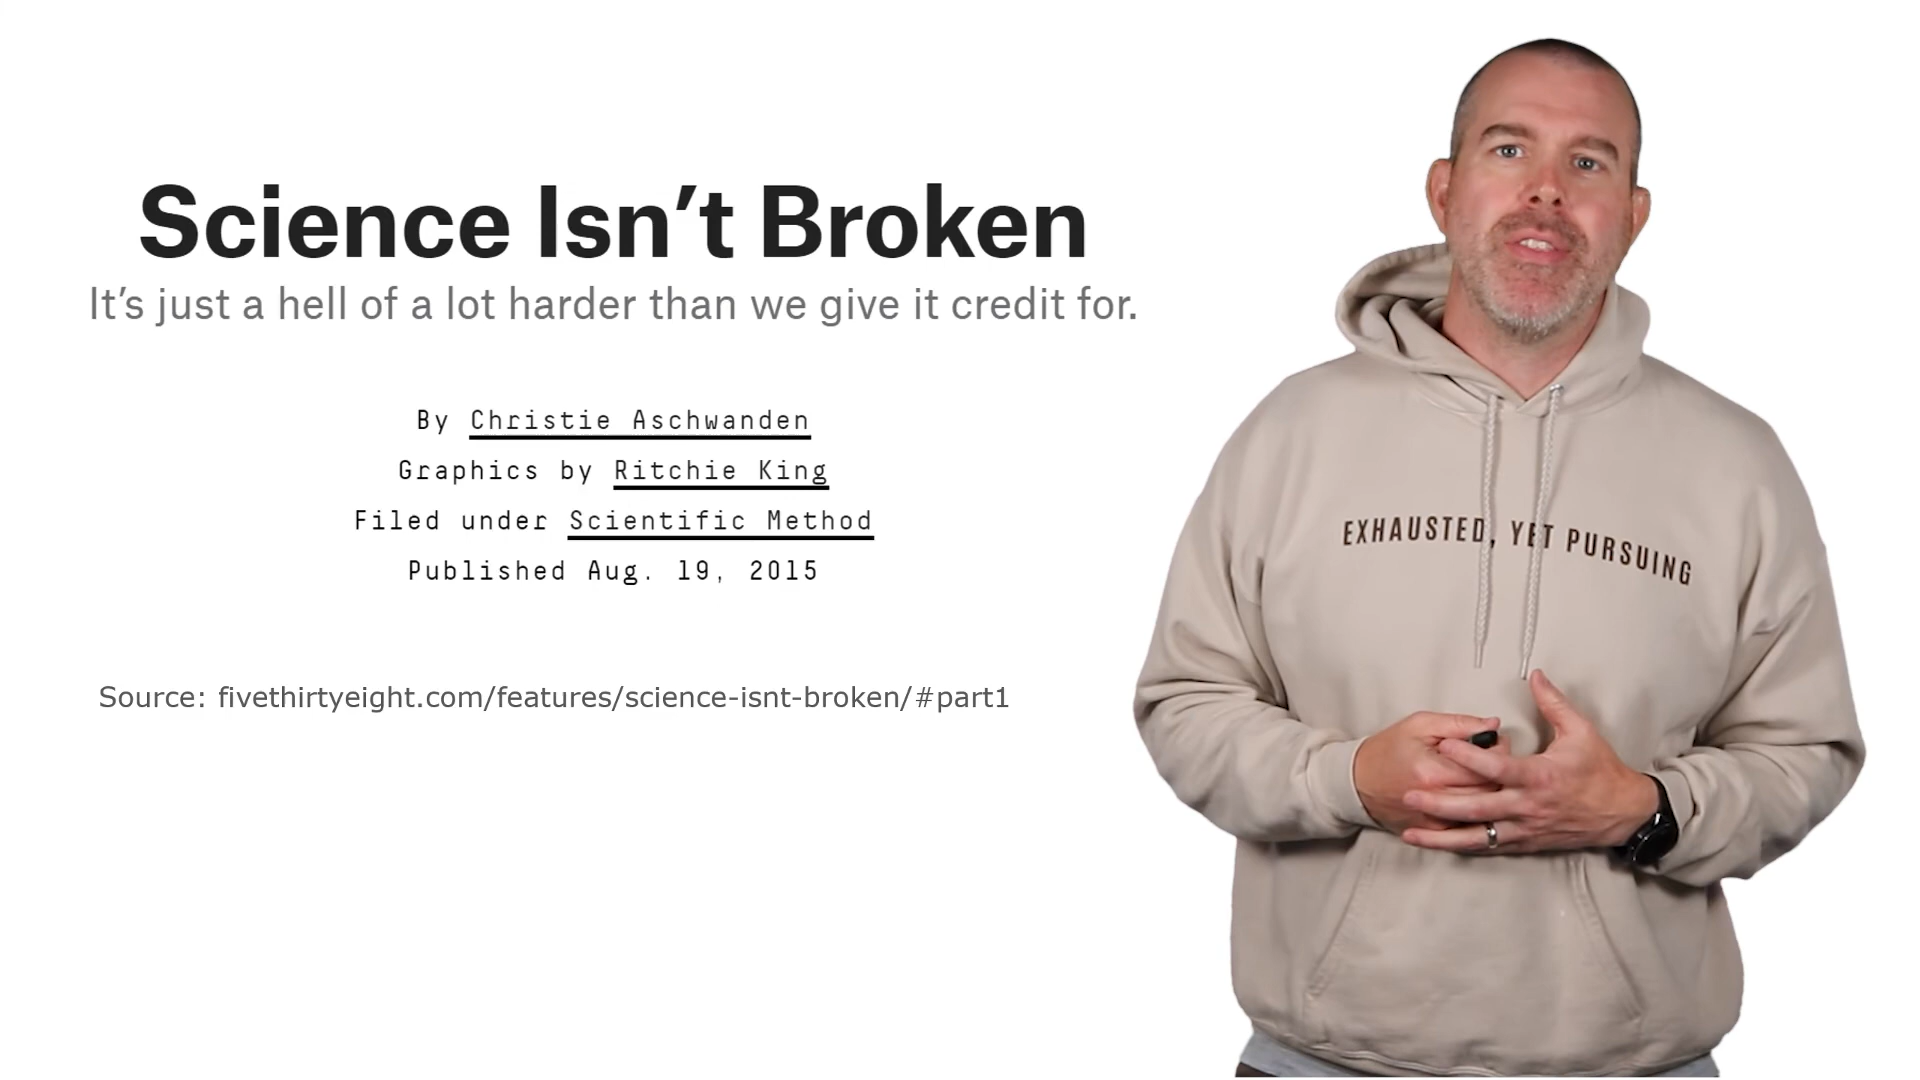 Science Isn’t Broken
It’s just a hell of a lot harder than we give it credit for.
By Christie Aschwanden
Graphics by Ritchie King
Filed under Scientific Method
Published Aug. 19, 2015
Source: fivethirtyeight.com/features/science-isnt-broken/#part1
EXHAUSTED, YET PURSUING